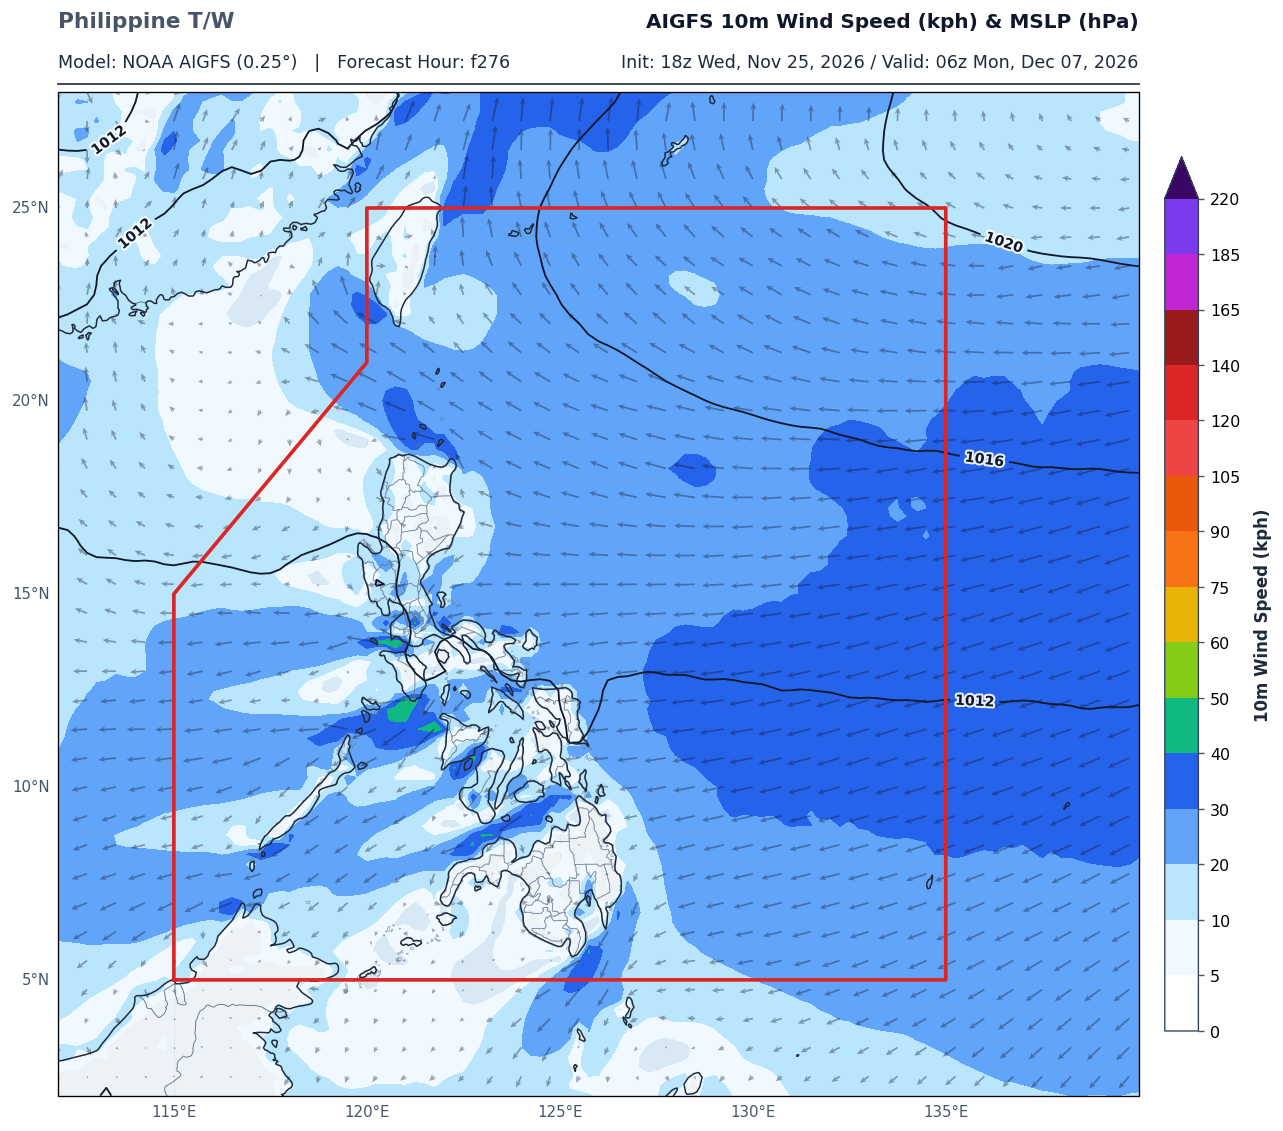 Philippine T/W
AIGFS 10m Wind Speed (kph) & MSLP (hPa)
Model: NOAA AIGFS (0.25°) | Forecast Hour: f276
Init: 18z Wed, Nov 25, 2026 / Valid: 06z Mon, Dec 07, 2026
1012
1012
1020
1016
1012
25°N
20°N
15°N
10°N
5°N
115°E
120°E
125°E
130°E
135°E
220
185
165
140
120
105
90
75
60
50
40
30
20
10
5
0
10m Wind Speed (kph)